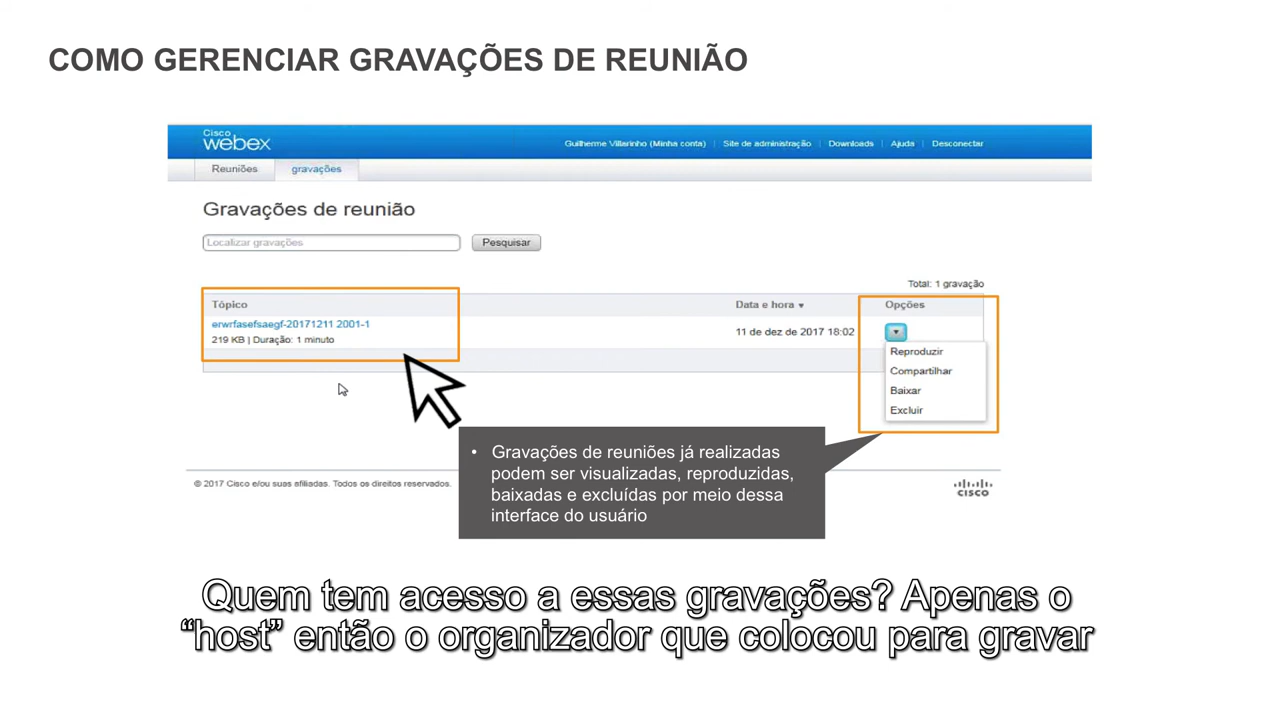 COMO GERENCIAR GRAVAÇÕES DE REUNIÃO
Cisco
webex
Guilherme Villarinho (Minha conta) | Site de administração | Downloads | Ajuda | Desconectar
Reuniões gravações
Gravações de reunião
Localizar gravações Pesquisar
Total: 1 gravação
Tópico Data e hora ▾ Opções
erwrfasefsaegf-20171211 2001-1
219 KB | Duração: 1 minuto
11 de dez de 2017 18:02
Reproduzir
Compartilhar
Baixar
Excluir
• Gravações de reuniões já realizadas
podem ser visualizadas, reproduzidas,
baixadas e excluídas por meio dessa
interface do usuário
© 2017 Cisco e/ou suas afiliadas. Todos os direitos reservados.
CISCO
Quem tem acesso a essas gravações? Apenas o
“host” então o organizador que colocou para gravar